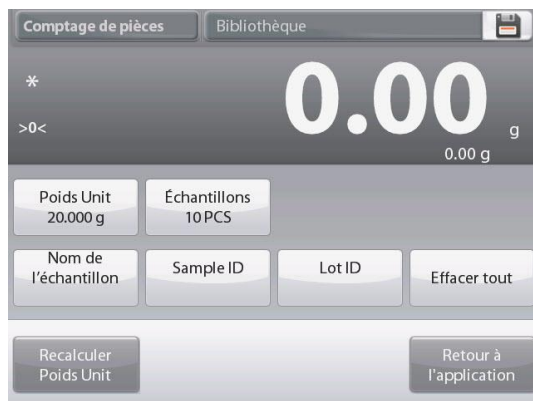 Comptage de pièces Bibliothèque
*
0.00 g
>0<
0.00 g
Poids Unit
20.000 g
Échantillons
10 PCS
Nom de
l'échantillon
Sample ID
Lot ID
Effacer tout
Recalculer
Poids Unit
Retour à
l'application